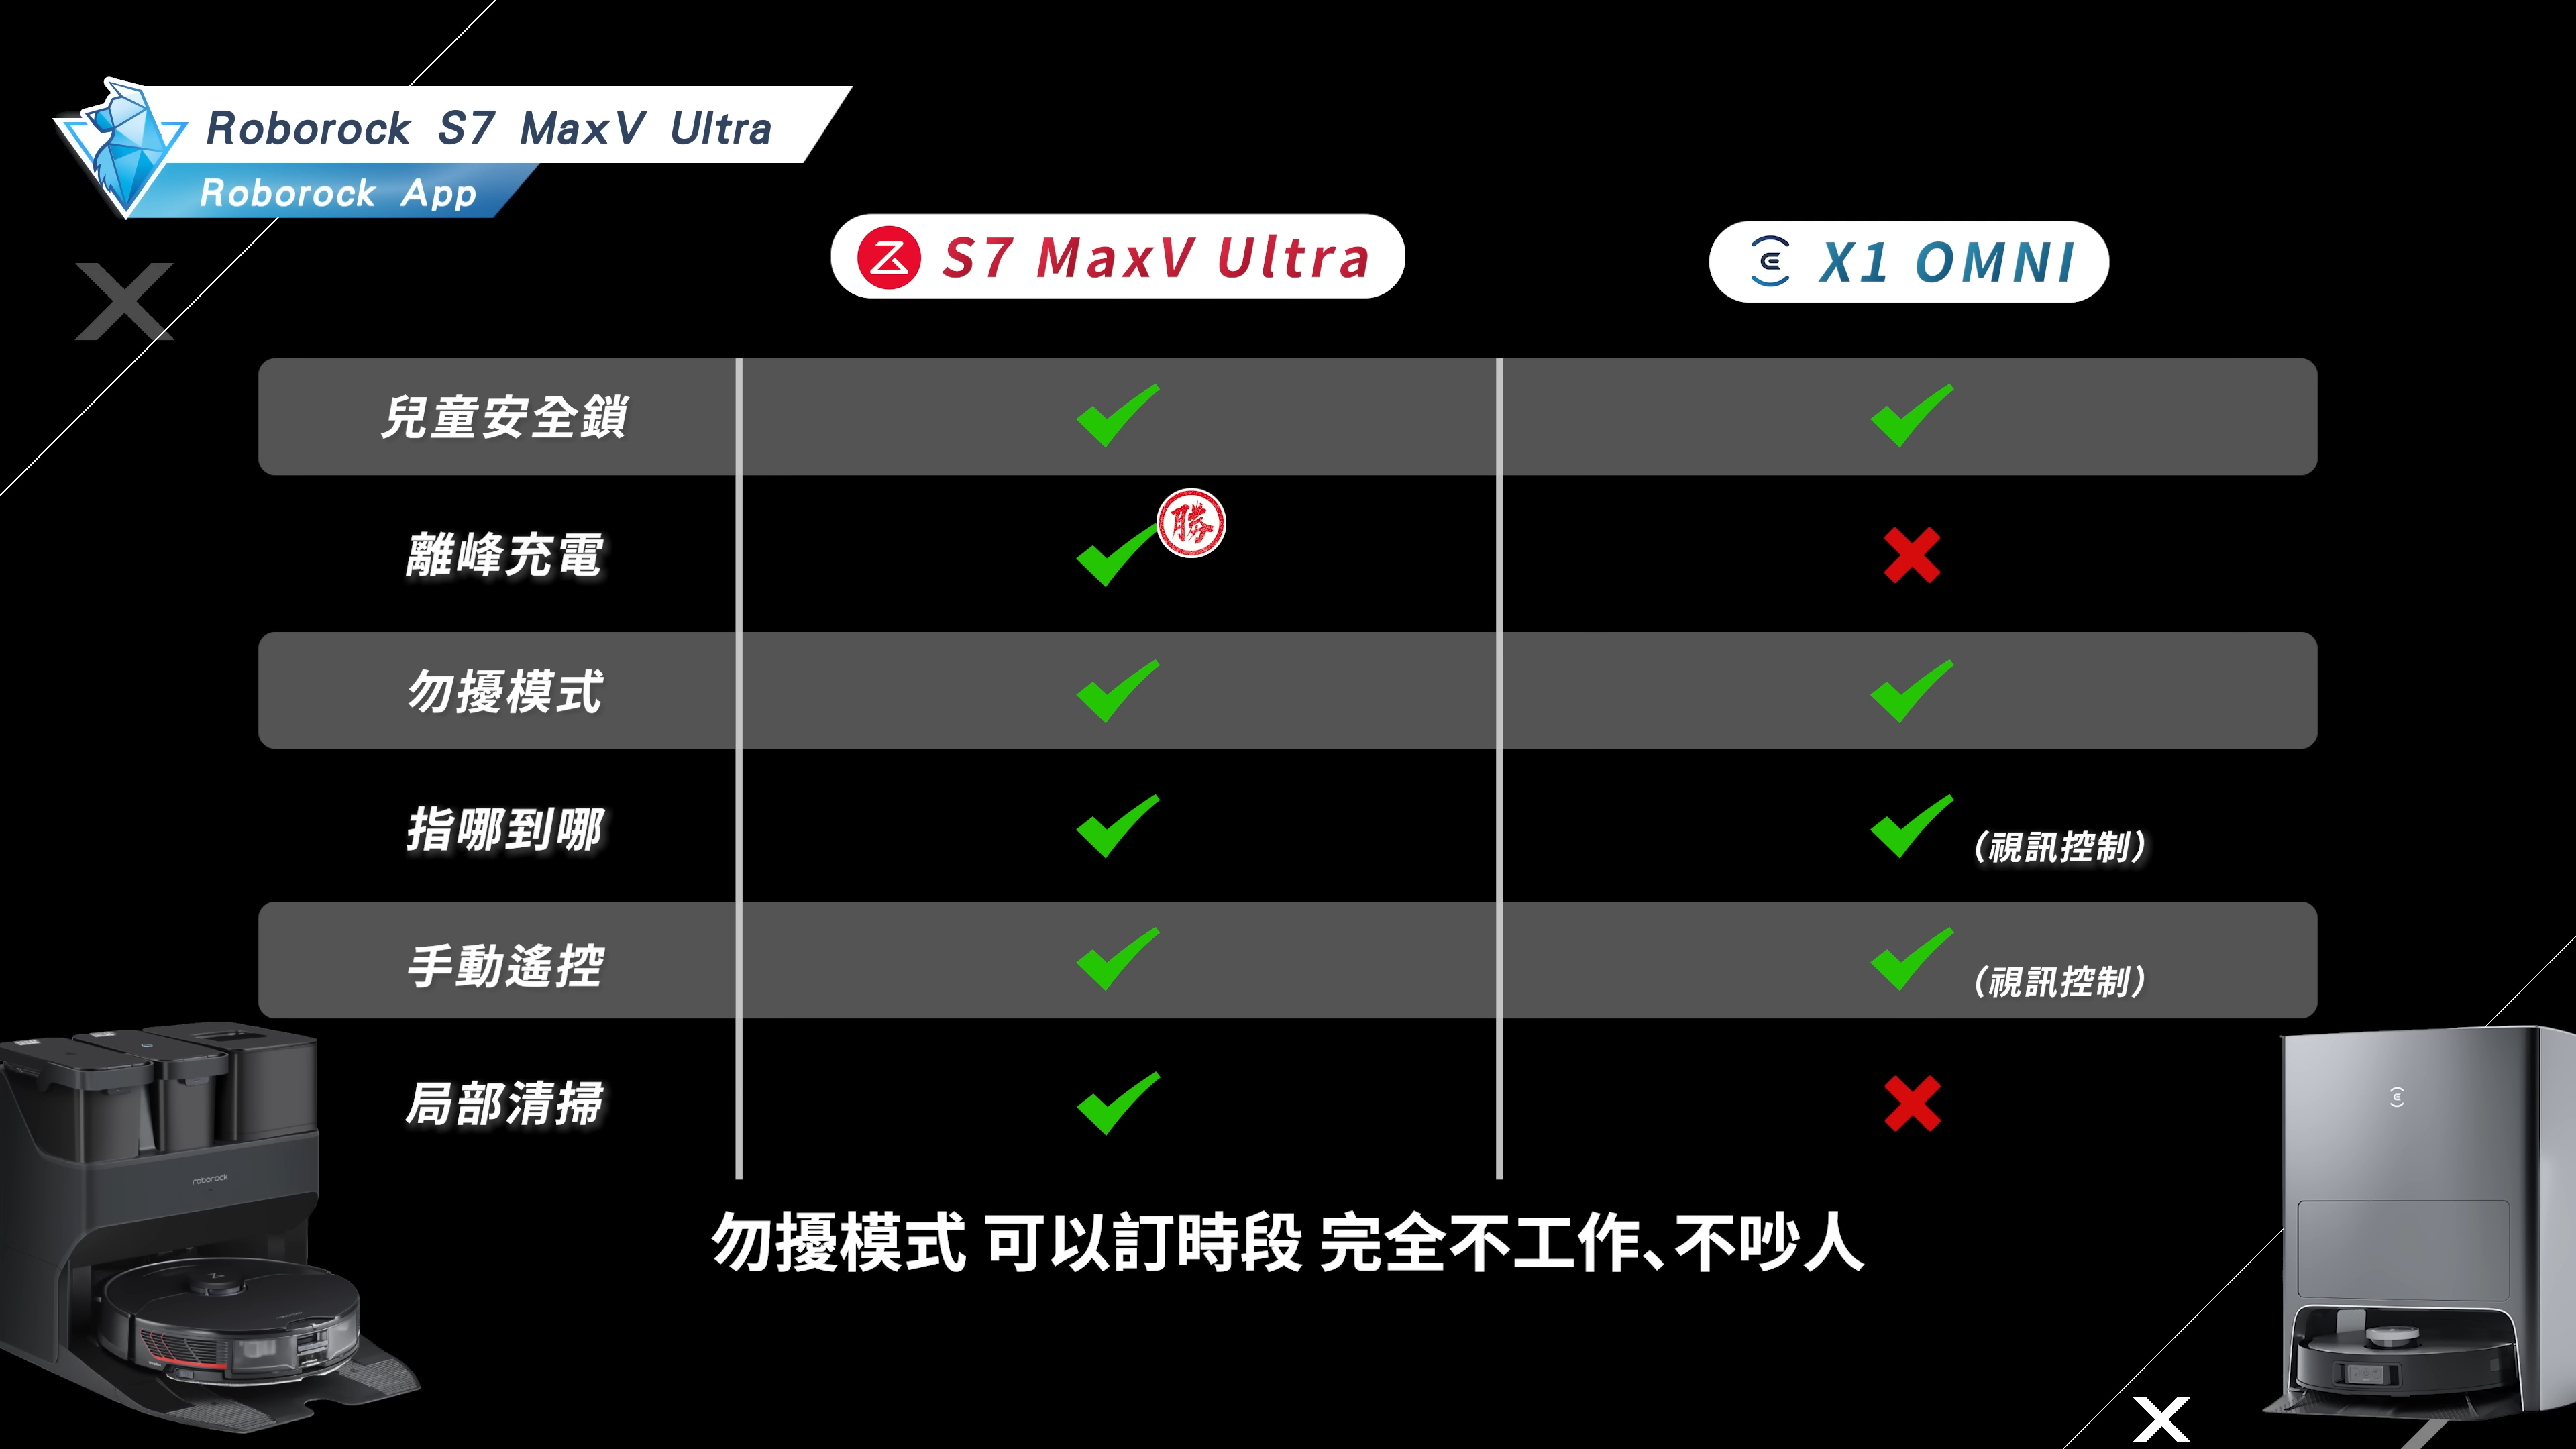 Roborock S7 MaxV Ultra
Roborock App
S7 MaxV Ultra
X1 OMNI
兒童安全鎖
離峰充電
勝
勿擾模式
指哪到哪
(視訊控制)
手動遙控
(視訊控制)
局部清掃
roborock
勿擾模式 可以訂時段 完全不工作、不吵人